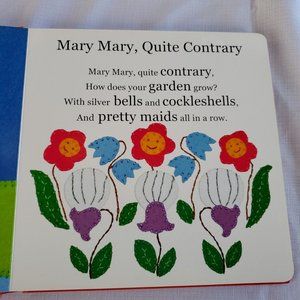 Mary Mary, Quite Contrary
Mary Mary, quite contrary,
How does your garden grow?
With silver bells and cockleshells,
And pretty maids all in a row.